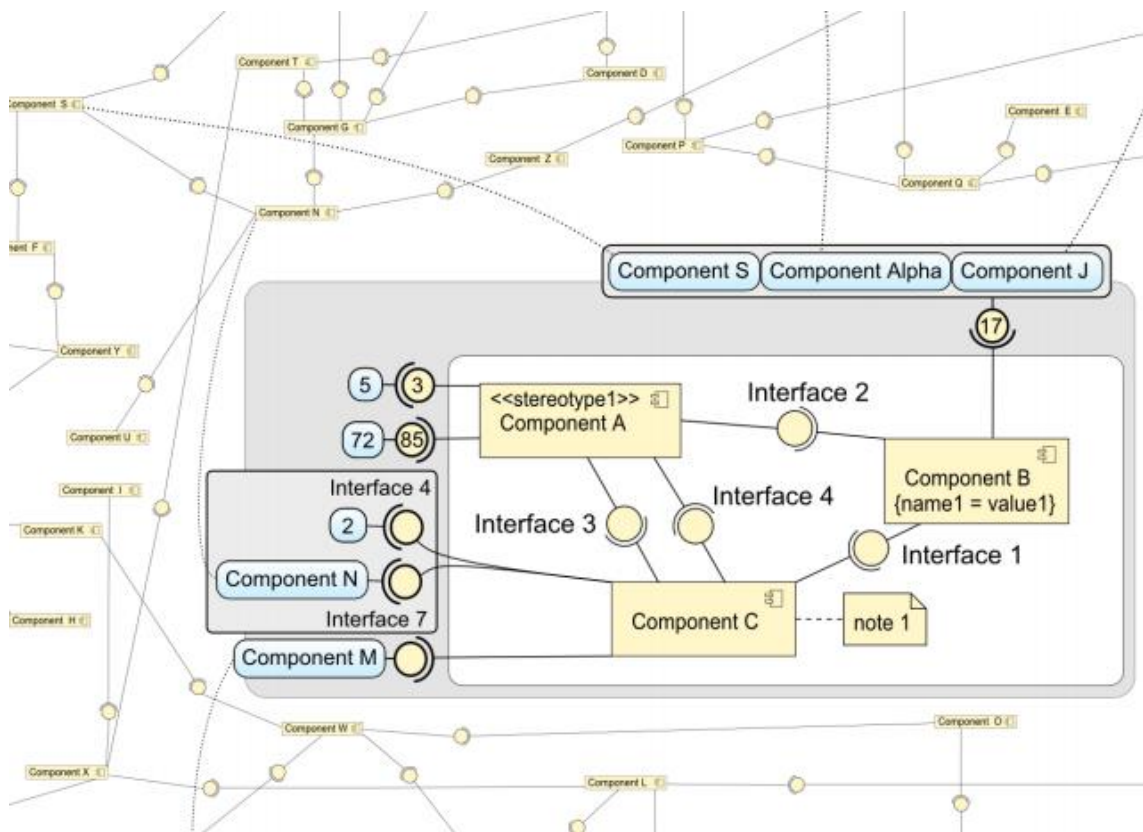 Component T
Component D
Component S
Component G
Component E
Component P
Component Z
Component Q
Component N
nent F
Component S
Component Alpha
Component J
17
Component Y
5
3
<<stereotype1>>
Component A
Interface 2
72
85
Component U
Component B
{name1 = value1}
Interface 4
2
Interface 3
Interface 4
Interface 1
Component I
Component K
Component N
Interface 7
Component C
note 1
Component H
Component M
Component W
Component O
Component X
Component L